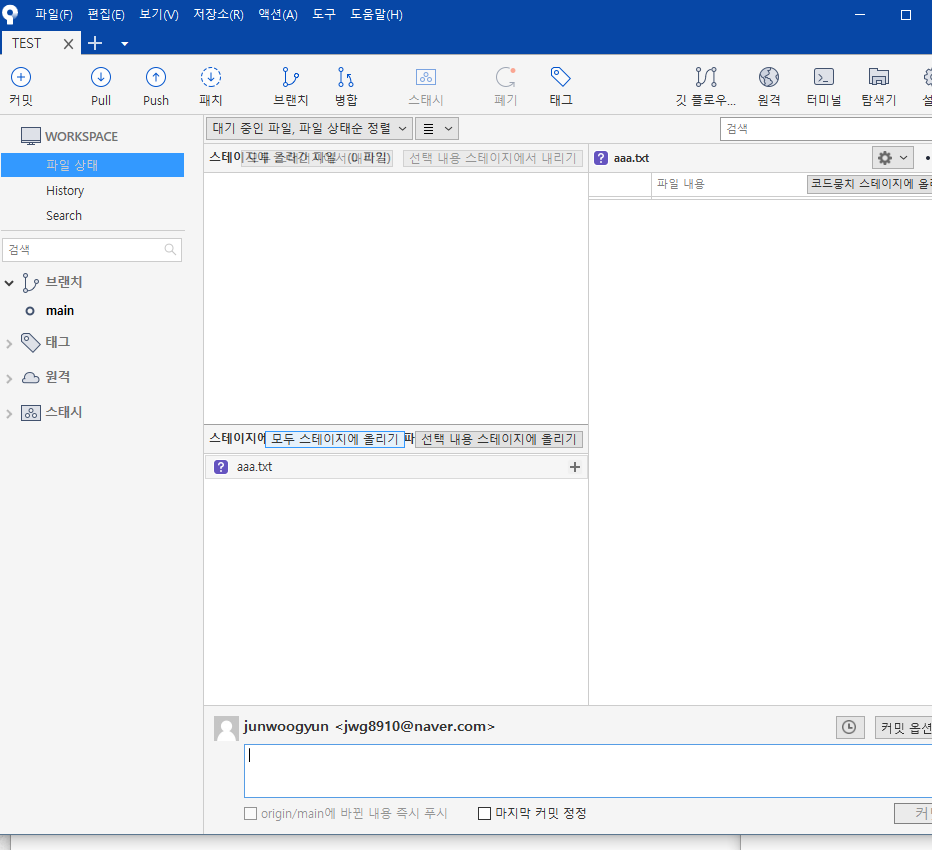 파일(F) 편집(E) 보기(V) 저장소(R) 액션(A) 도구 도움말(H)
TEST
커밋 Pull Push 패치 브랜치 병합 스태시 폐기 태그 깃 플로우... 원격 터미널 탐색기
WORKSPACE
파일 상태
History
Search
검색
브랜치
main
태그
원격
스태시
대기 중인 파일, 파일 상태순 정렬
검색
스테이지에 올라간 파일 (0 파일) 선택 내용 스테이지에서 내리기
? aaa.txt
파일 내용 코드뭉치 스테이지에
스테이지에 모두 스테이지에 올리기 파 선택 내용 스테이지에 올리기
? aaa.txt
junwoogyun <jwg8910@naver.com>
커밋 옵션
origin/main에 바뀐 내용 즉시 푸시 마지막 커밋 정정